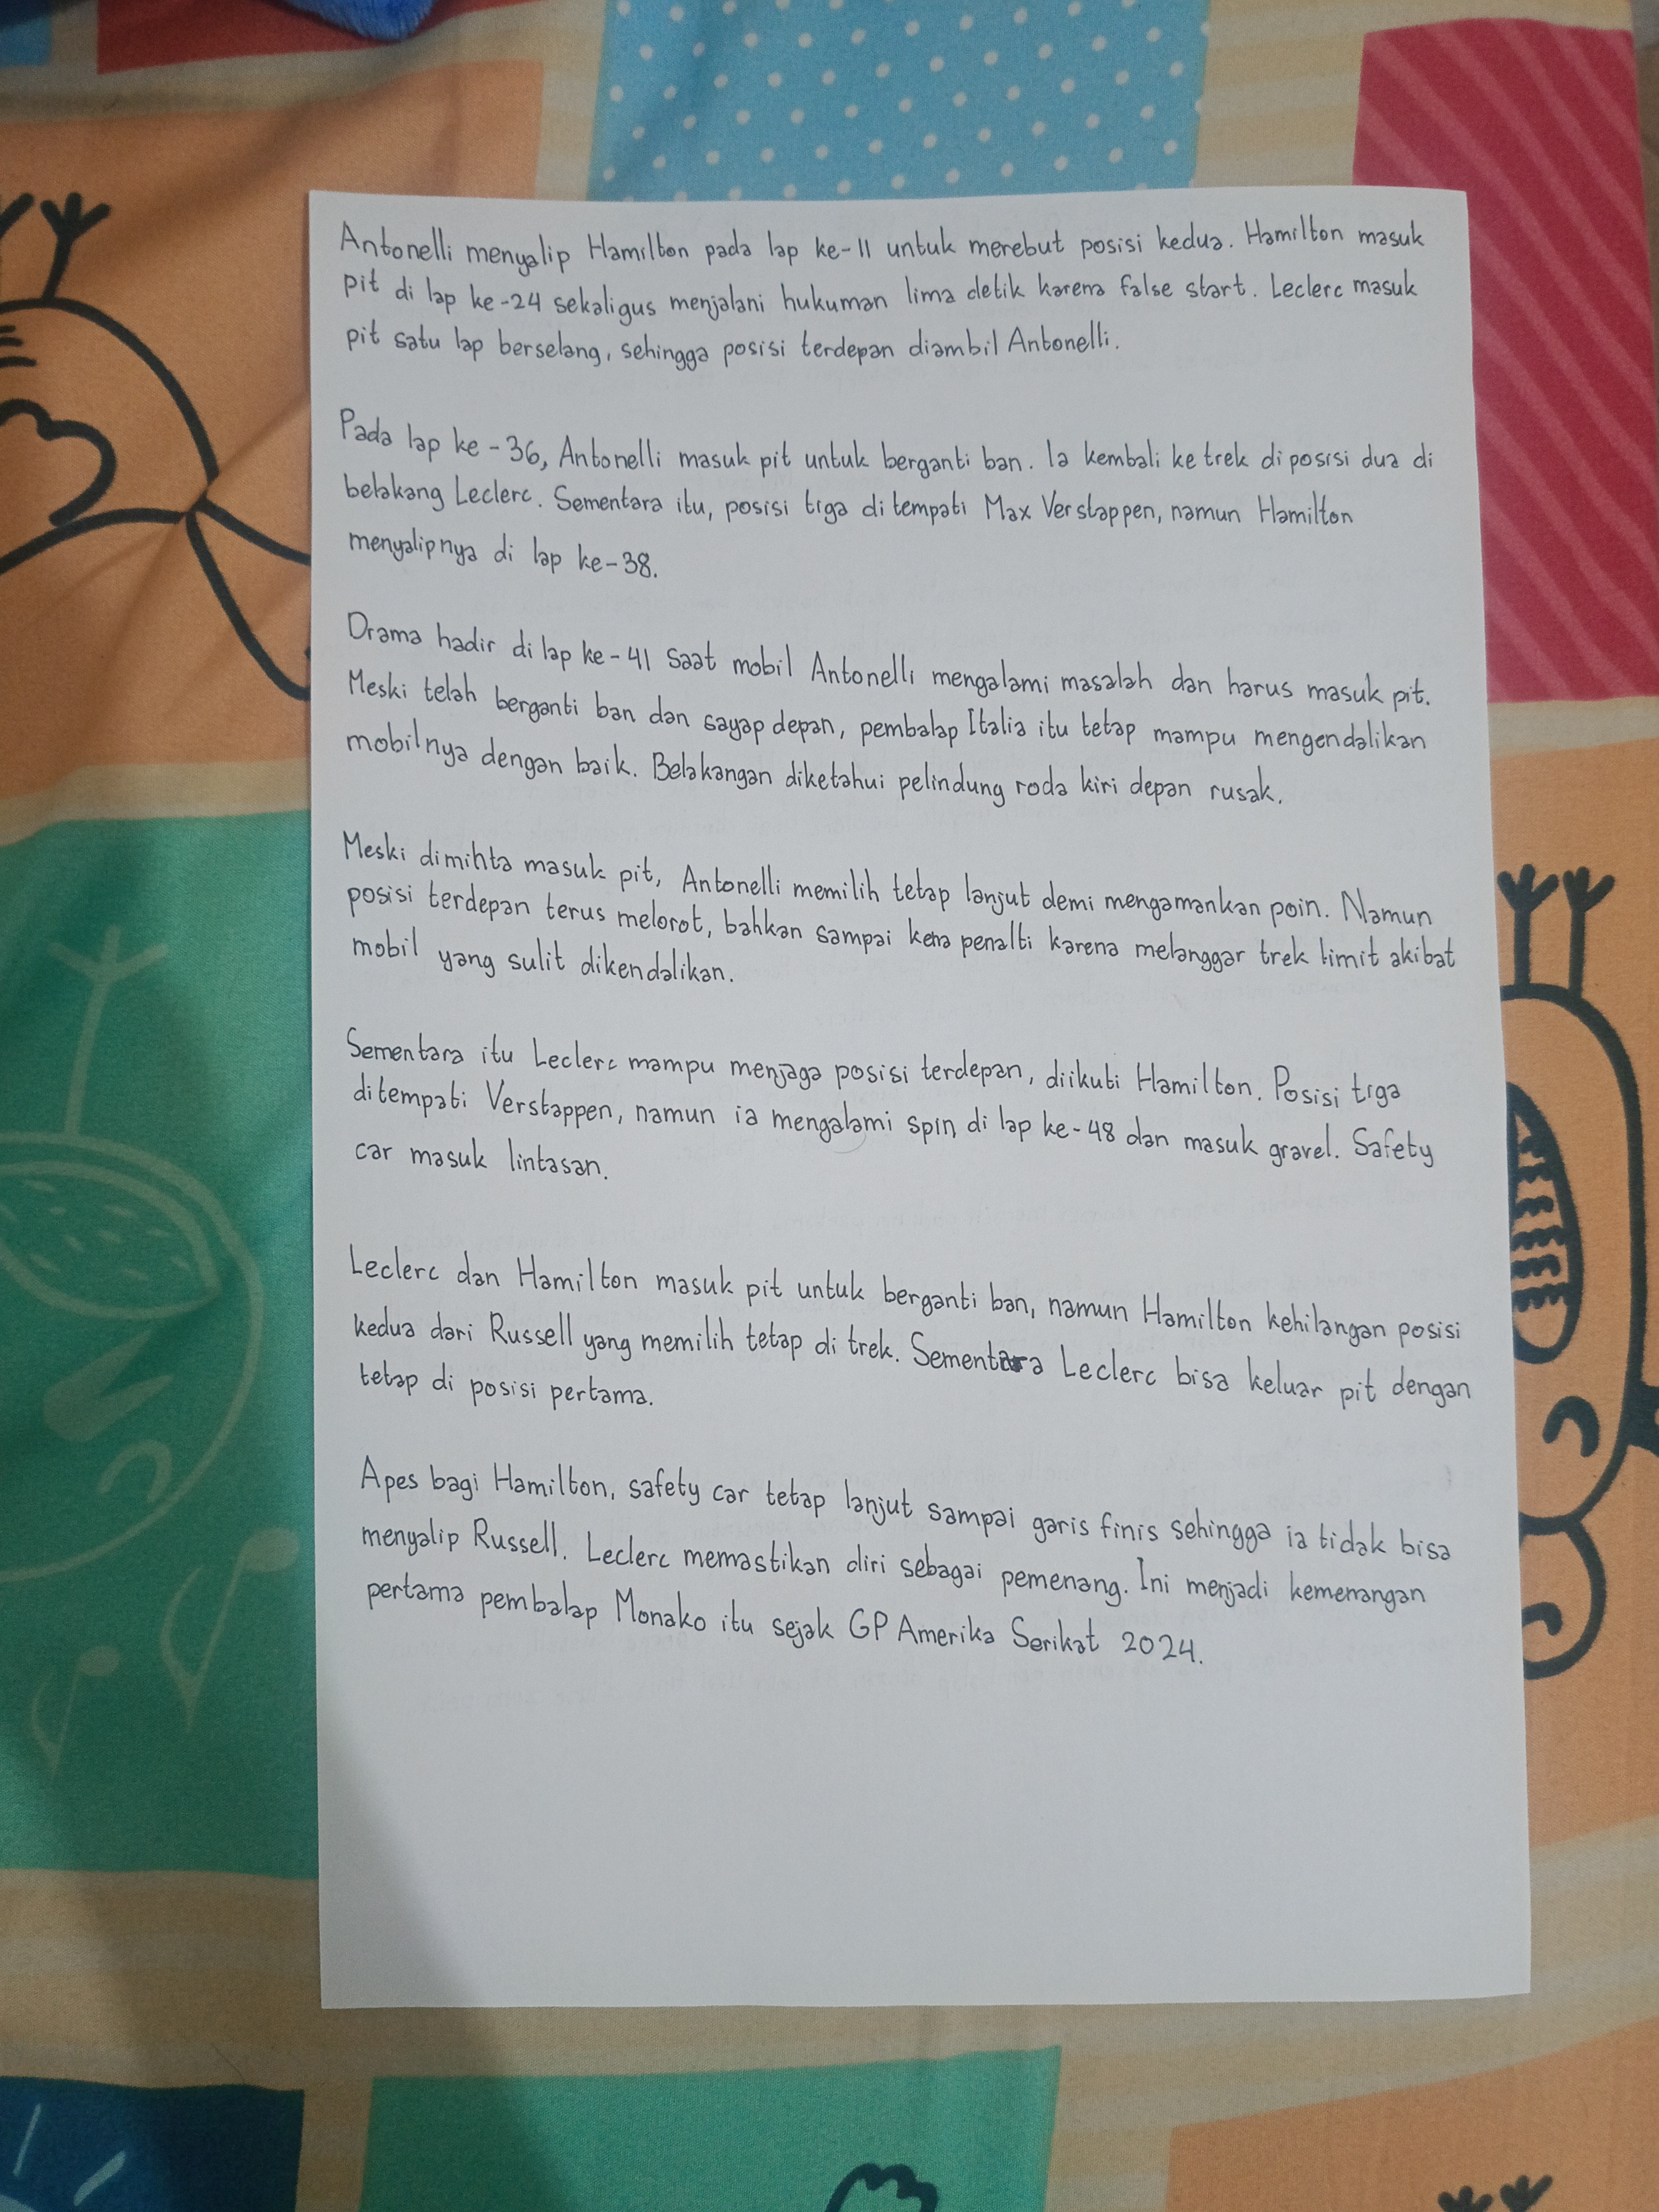 Antonelli menyalip Hamilton pada lap ke-11 untuk merebut posisi kedua. Hamilton masuk
pit di lap ke-24 sekaligus menjalani hukuman lima detik karena false start. Leclerc masuk
pit satu lap berselang, sehingga posisi terdepan diambil Antonelli.
Pada lap ke-36, Antonelli masuk pit untuk berganti ban. Ia kembali ke trek di posisi dua di
belakang Leclerc. Sementara itu, posisi tiga ditempati Max Verstappen, namun Hamilton
menyalipnya di lap ke-38.
Drama hadir di lap ke-41 saat mobil Antonelli mengalami masalah dan harus masuk pit.
Meski telah berganti ban dan sayap depan, pembalap Italia itu tetap mampu mengendalikan
mobilnya dengan baik. Belakangan diketahui pelindung roda kiri depan rusak.
Meski diminta masuk pit, Antonelli memilih tetap lanjut demi mengamankan poin. Namun
posisi terdepan terus melorot, bahkan sampai kena penalti karena melanggar trek limit akibat
mobil yang sulit dikendalikan.
Sementara itu Leclerc mampu menjaga posisi terdepan, diikuti Hamilton. Posisi tiga
ditempati Verstappen, namun ia mengalami spin di lap ke-48 dan masuk gravel. Safety
car masuk lintasan.
Leclerc dan Hamilton masuk pit untuk berganti ban, namun Hamilton kehilangan posisi
kedua dari Russell yang memilih tetap di trek. Sementara Leclerc bisa keluar pit dengan
tetap di posisi pertama.
Apes bagi Hamilton, safety car tetap lanjut sampai garis finis sehingga ia tidak bisa
menyalip Russell. Leclerc memastikan diri sebagai pemenang. Ini menjadi kemenangan
pertama pembalap Monako itu sejak GP Amerika Serikat 2024.